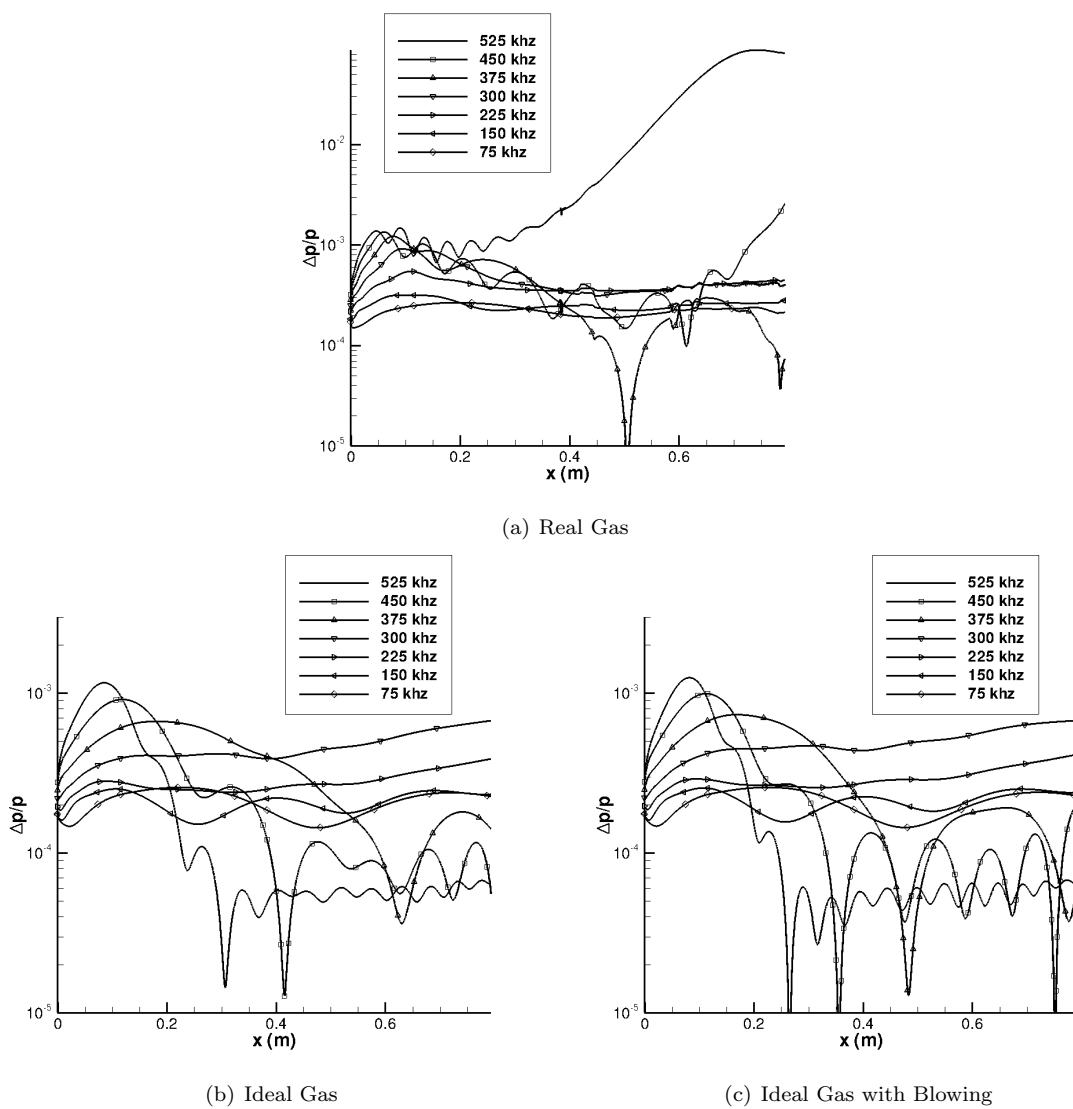 525 khz
450 khz
375 khz
300 khz
225 khz
150 khz
75 khz
Δp/p
10-2
10-3
10-4
10-5
0
0.2
0.4
0.6
x (m)
(a) Real Gas
525 khz
450 khz
375 khz
300 khz
225 khz
150 khz
75 khz
Δp/p
10-3
10-4
10-5
0
0.2
0.4
0.6
x (m)
(b) Ideal Gas
525 khz
450 khz
375 khz
300 khz
225 khz
150 khz
75 khz
Δp/p
10-3
10-4
10-5
0
0.2
0.4
0.6
x (m)
(c) Ideal Gas with Blowing